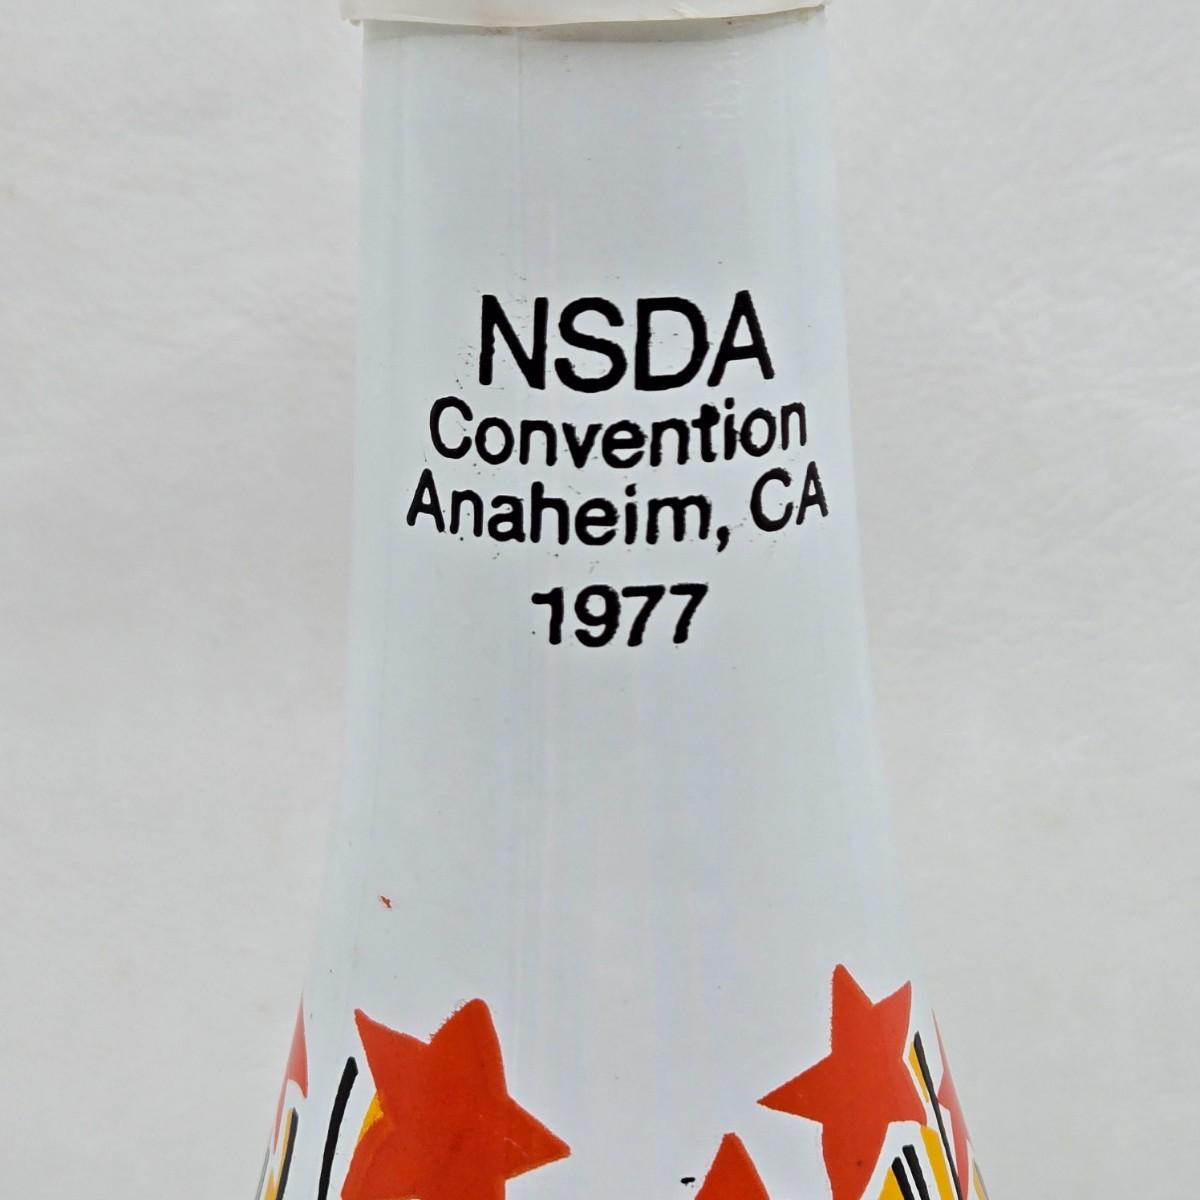 NSDA
Convention
Anaheim, CA
1977